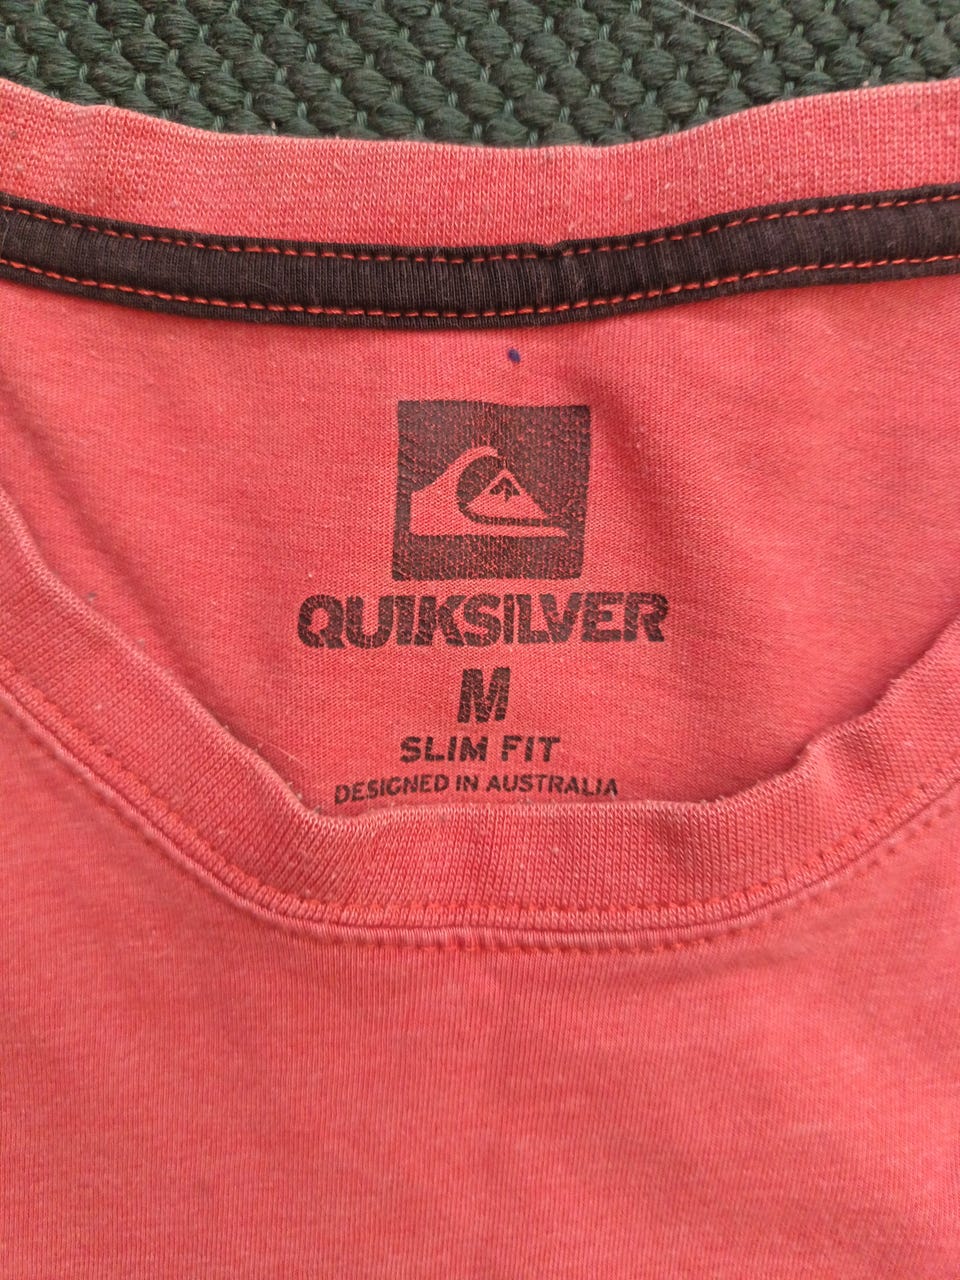 QUIKSILVER
M
SLIM FIT
DESIGNED IN AUSTRALIA